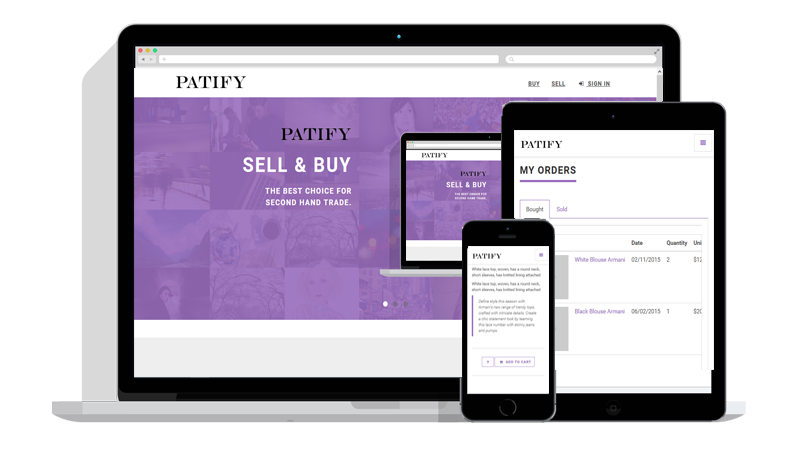 PATIFY
BUY SELL SIGN IN
PATIFY
SELL & BUY
THE BEST CHOICE FOR
SECOND HAND TRADE.
PATIFY
PATIFY
SELL & BUY
THE BEST CHOICE FOR
SECOND HAND TRADE.
PATIFY
MY ORDERS
Bought Sold
Date Quantity Uni
White Blouse Armani 02/11/2015 2 $12
Black Blouse Armani 06/02/2015 1 $20
PATIFY
White lace top, woven, has a round neck,
short sleeves, has knitted lining attached
White lace top, woven, has a round neck,
short sleeves, has knitted lining attached
Define style this season with
Armani's new range of trendy tops,
crafted with intricate details. Create
a chic statement look by teaming
this lace number with skinny jeans
and pumps.
ADD TO CART